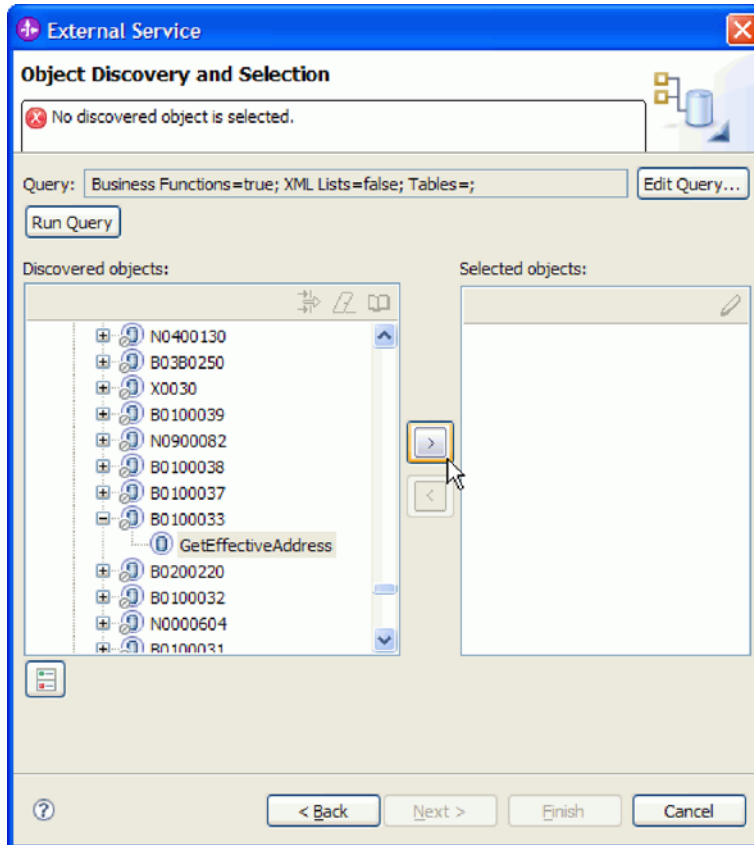 External Service
Object Discovery and Selection
No discovered object is selected.
Query: Business Functions=true; XML Lists=false; Tables=; Edit Query...
Run Query
Discovered objects: Selected objects:
N0400130
B03B0250
X0030
B0100039
N0900082
>
B0100038
B0100037
<
B0100033
GetEffectiveAddress
B0200220
B0100032
N0000604
B0100031
? < Back Next > Finish Cancel